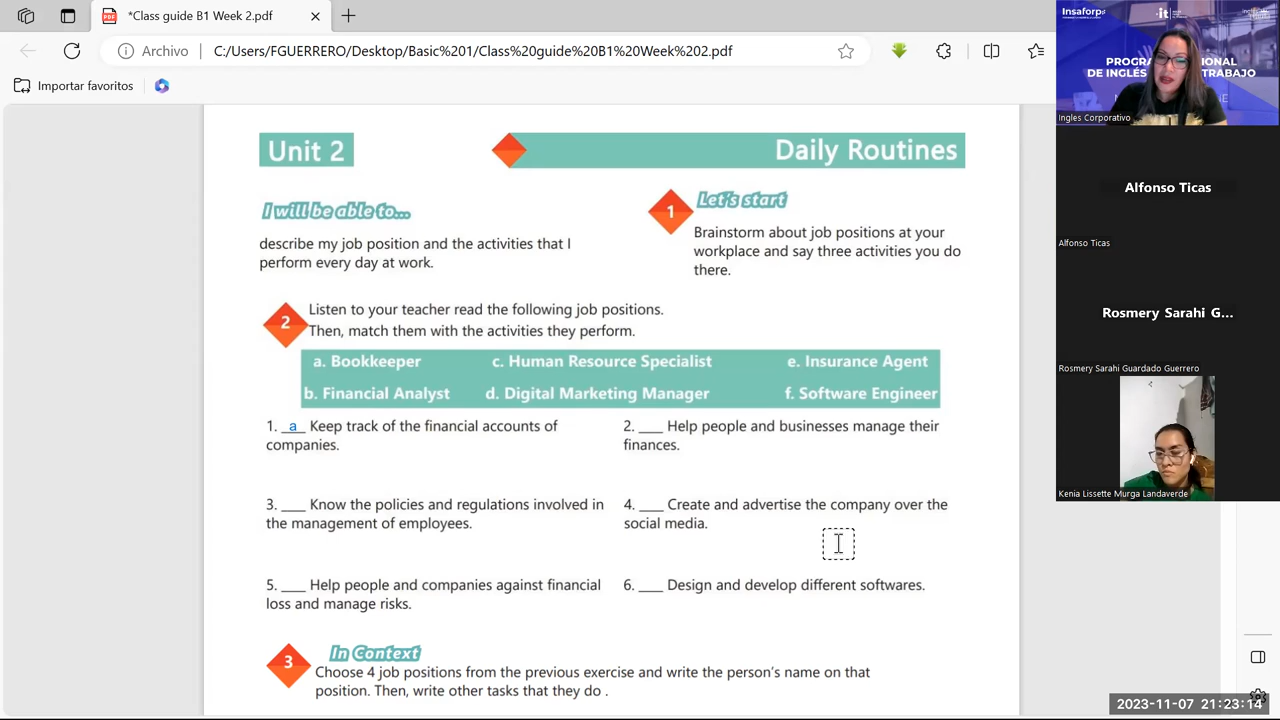 *Class guide B1 Week 2.pdf
Archivo
C:/Users/FGUERRERO/Desktop/Basic%201/Class%20guide%20B1%20Week%202.pdf
Importar favoritos
Unit 2
Daily Routines
I will be able to...
describe my job position and the activities that I
perform every day at work.
1
Let's start
Brainstorm about job positions at your
workplace and say three activities you do
there.
2
Listen to your teacher read the following job positions.
Then, match them with the activities they perform.
a. Bookkeeper c. Human Resource Specialist e. Insurance Agent
b. Financial Analyst d. Digital Marketing Manager f. Software Engineer
1. _a_ Keep track of the financial accounts of
companies.
2. ___ Help people and businesses manage their
finances.
3. ___ Know the policies and regulations involved in
the management of employees.
4. ___ Create and advertise the company over the
social media.
5. ___ Help people and companies against financial
loss and manage risks.
6. ___ Design and develop different softwares.
3
In Context
Choose 4 job positions from the previous exercise and write the person's name on that
position. Then, write other tasks that they do .
Insaforp
it
PROGRA IONAL
DE INGLÉS TRABAJO
Ingles Corporativo
Alfonso Ticas
Alfonso Ticas
Rosmery Sarahi G...
Rosmery Sarahi Guardado Guerrero
Kenia Lissette Murga Landaverde
2023-11-07 21:23:14